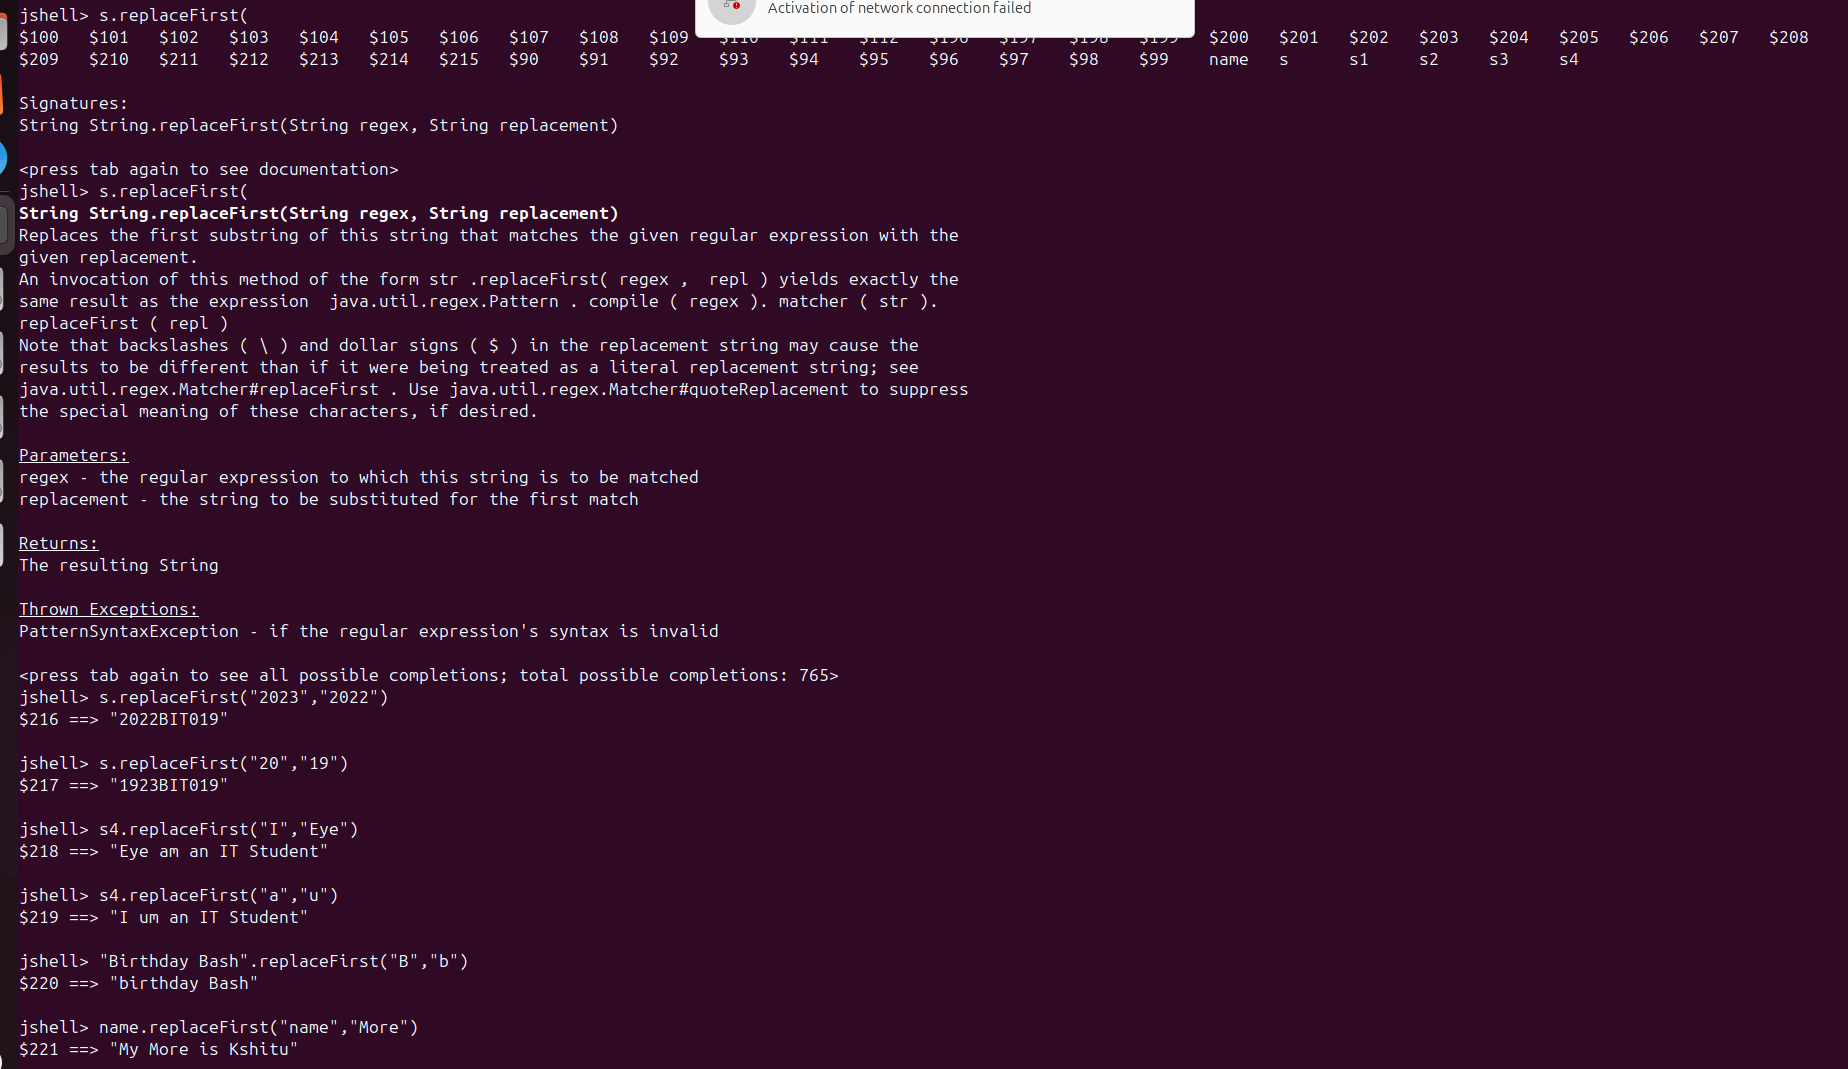 jshell> s.replaceFirst(
Activation of network connection failed
$100 $101 $102 $103 $104 $105 $106 $107 $108 $109 $200 $201 $202 $203 $204 $205 $206 $207 $208
$209 $210 $211 $212 $213 $214 $215 $90 $91 $92 $93 $94 $95 $96 $97 $98 $99 name s s1 s2 s3 s4
Signatures:
String String.replaceFirst(String regex, String replacement)
<press tab again to see documentation>
jshell> s.replaceFirst(
String String.replaceFirst(String regex, String replacement)
Replaces the first substring of this string that matches the given regular expression with the
given replacement.
An invocation of this method of the form str .replaceFirst( regex ,  repl ) yields exactly the
same result as the expression  java.util.regex.Pattern . compile ( regex ). matcher ( str ).
replaceFirst ( repl )
Note that backslashes ( \ ) and dollar signs ( $ ) in the replacement string may cause the
results to be different than if it were being treated as a literal replacement string; see
java.util.regex.Matcher#replaceFirst . Use java.util.regex.Matcher#quoteReplacement to suppress
the special meaning of these characters, if desired.
Parameters:
regex - the regular expression to which this string is to be matched
replacement - the string to be substituted for the first match
Returns:
The resulting String
Thrown Exceptions:
PatternSyntaxException - if the regular expression's syntax is invalid
<press tab again to see all possible completions; total possible completions: 765>
jshell> s.replaceFirst("2023","2022")
$216 ==> "2022BIT019"
jshell> s.replaceFirst("20","19")
$217 ==> "1923BIT019"
jshell> s4.replaceFirst("I","Eye")
$218 ==> "Eye am an IT Student"
jshell> s4.replaceFirst("a","u")
$219 ==> "I um an IT Student"
jshell> "Birthday Bash".replaceFirst("B","b")
$220 ==> "birthday Bash"
jshell> name.replaceFirst("name","More")
$221 ==> "My More is Kshitu"